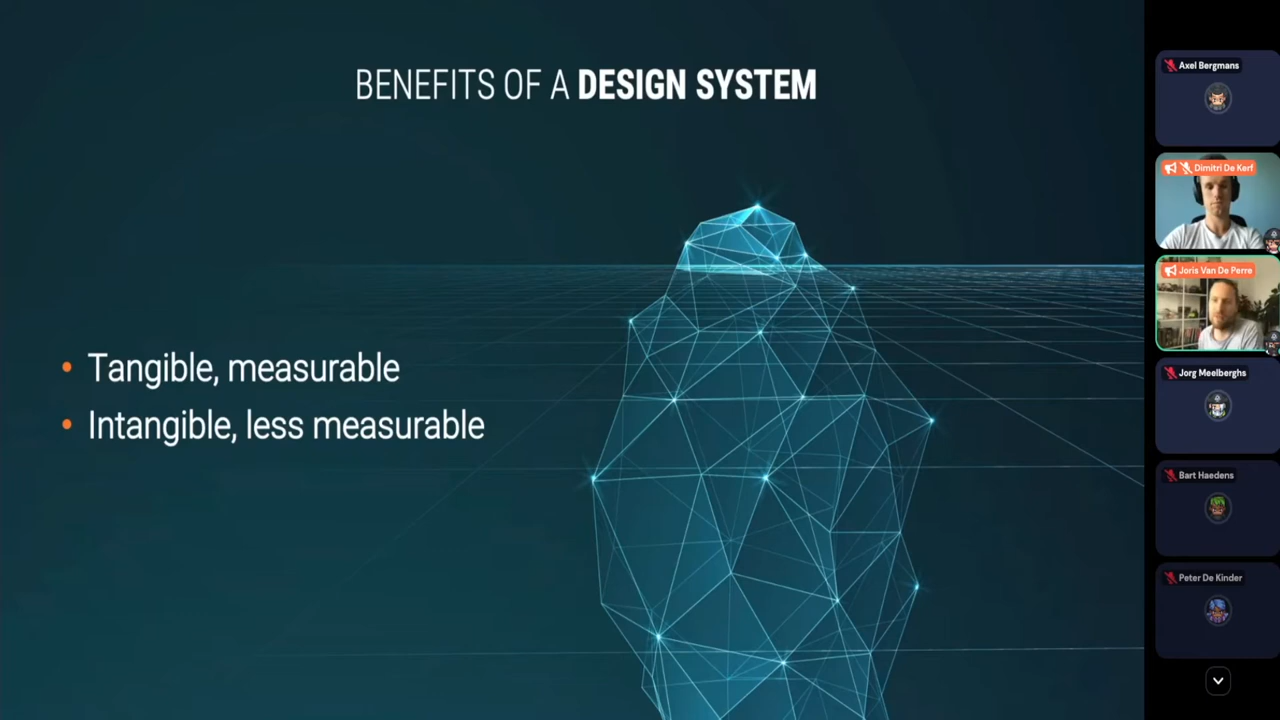 BENEFITS OF A DESIGN SYSTEM
Tangible, measurable
Intangible, less measurable
Axel Bergmans
Dimitri De Kerf
Joris Van De Perre
Jorg Meelberghs
Bart Haedens
Peter De Kinder